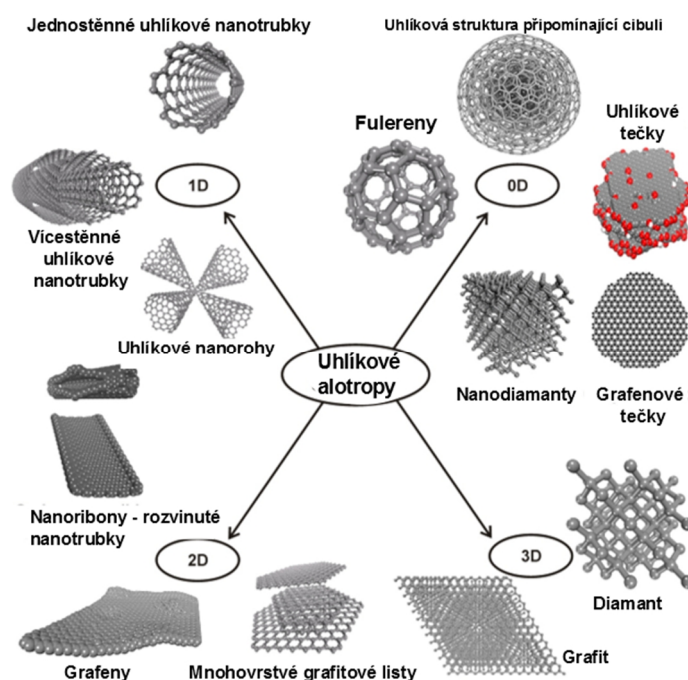 Jednostěnné uhlíkové nanotrubky
Uhlíková struktura připomínající cibuli
Fulereny
Uhlíkové
tečky
1D
0D
Vícestěnné
uhlíkové
nanotrubky
Uhlíkové nanorohy
Uhlíkové
alotropy
Nanodiamanty
Grafenové
tečky
Nanoribony - rozvinuté
nanotrubky
2D
3D
Diamant
Grafeny
Mnohovrstvé grafitové listy
Grafit